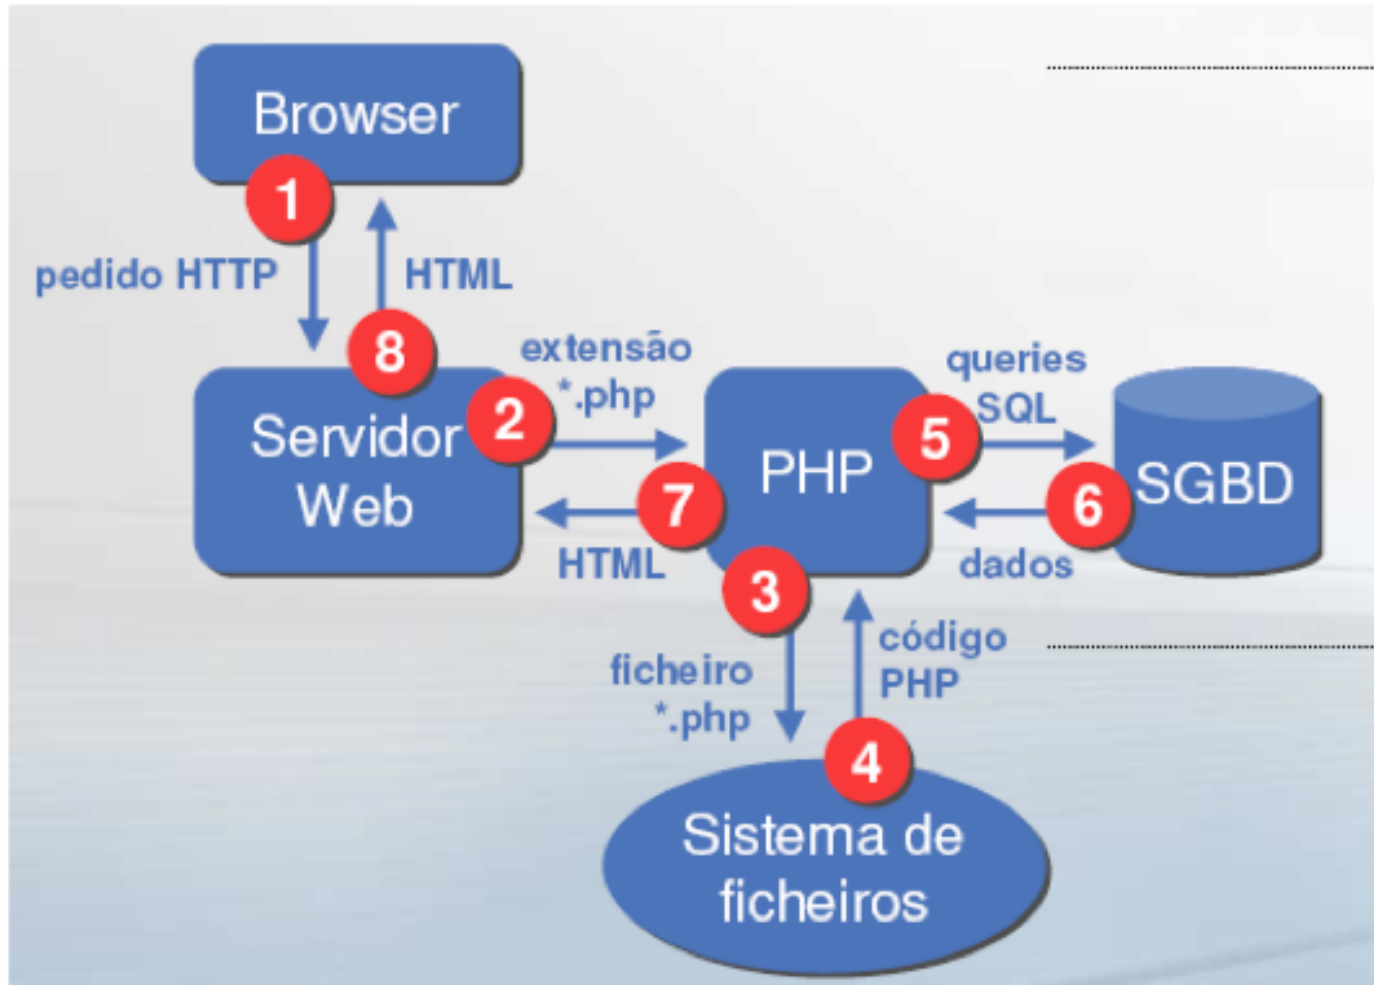 Browser
1
pedido HTTP
HTML
8
extensão
*.php
queries
SQL
Servidor
Web
2
PHP
5
SGBD
7
6
HTML
dados
3
código
PHP
ficheiro
*.php
4
Sistema de
ficheiros